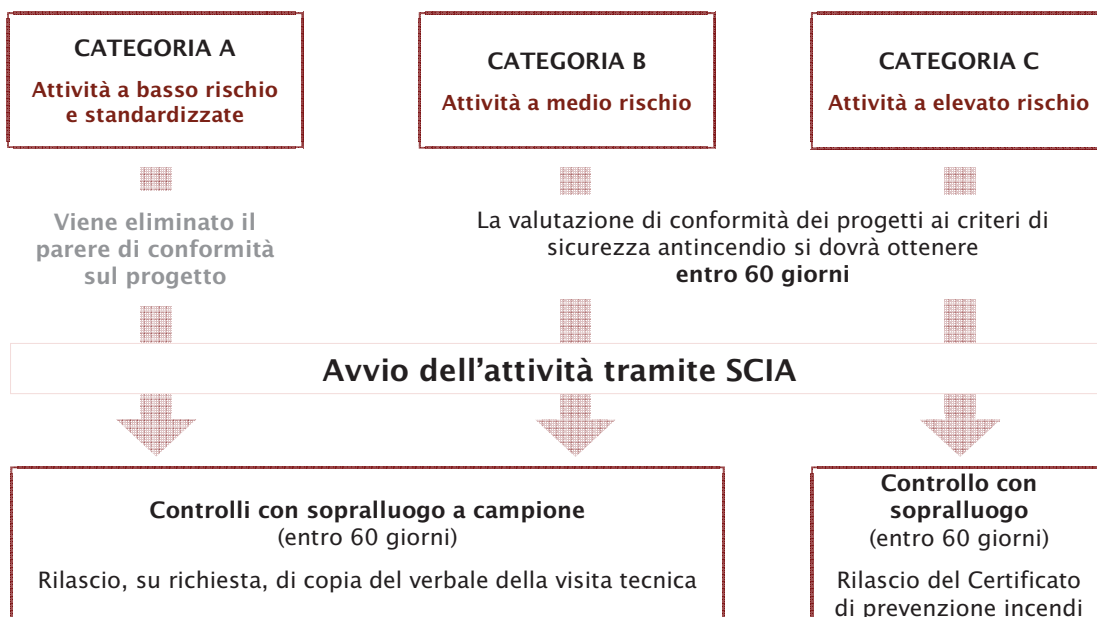 CATEGORIA A
Attività a basso rischio
e standardizzate
CATEGORIA B
Attività a medio rischio
CATEGORIA C
Attività a elevato rischio
Viene eliminato il
parere di conformità
sul progetto
La valutazione di conformità dei progetti ai criteri di
sicurezza antincendio si dovrà ottenere
entro 60 giorni
Avvio dell'attività tramite SCIA
Controlli con sopralluogo a campione
(entro 60 giorni)
Rilascio, su richiesta, di copia del verbale della visita tecnica
Controllo con
sopralluogo
(entro 60 giorni)
Rilascio del Certificato
di prevenzione incendi